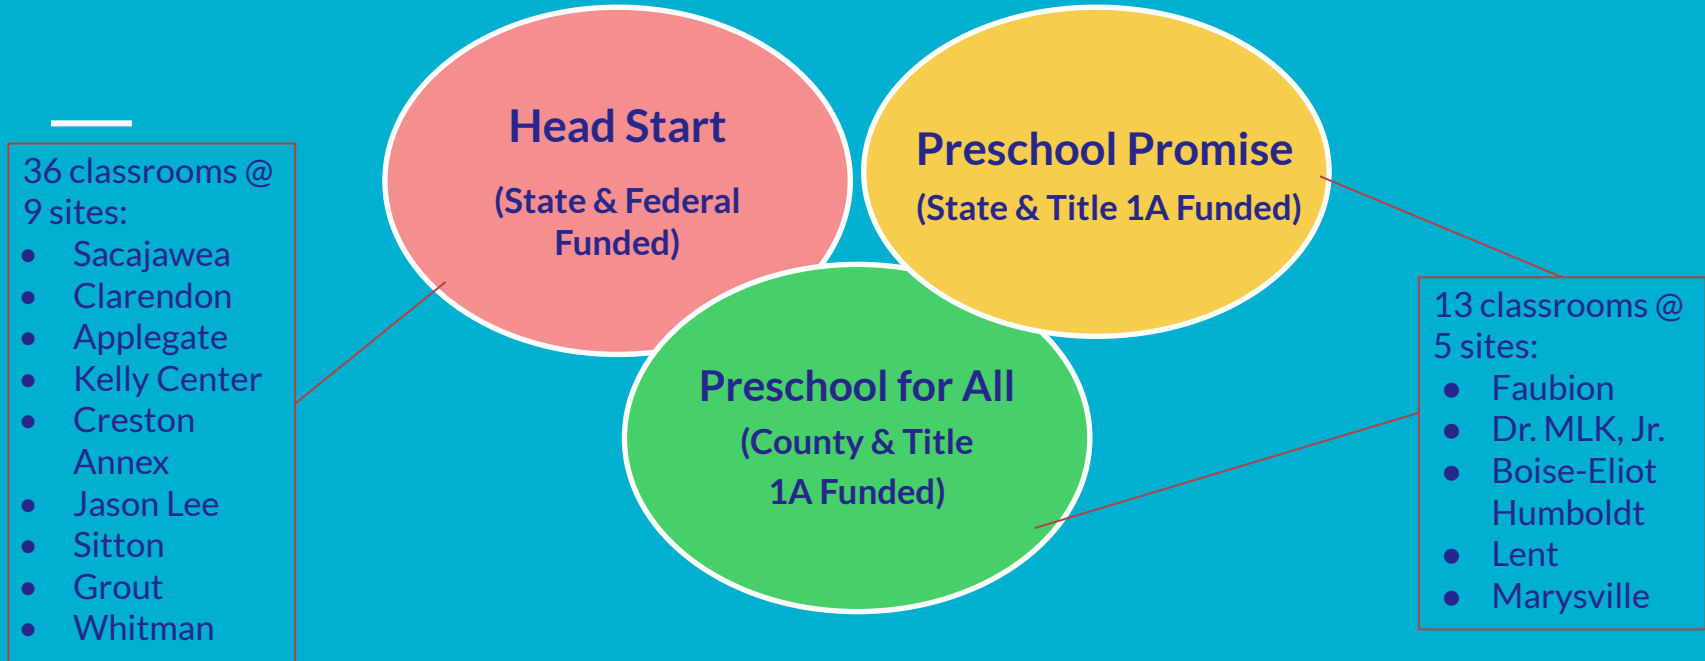 Head Start
(State & Federal
Funded)
Preschool Promise
(State & Title 1A Funded)
Preschool for All
(County & Title
1A Funded)
36 classrooms @
9 sites:
● Sacajawea
● Clarendon
● Applegate
● Kelly Center
● Creston
Annex
● Jason Lee
● Sitton
● Grout
● Whitman
13 classrooms @
5 sites:
● Faubion
● Dr. MLK, Jr.
● Boise-Eliot
Humboldt
● Lent
● Marysville